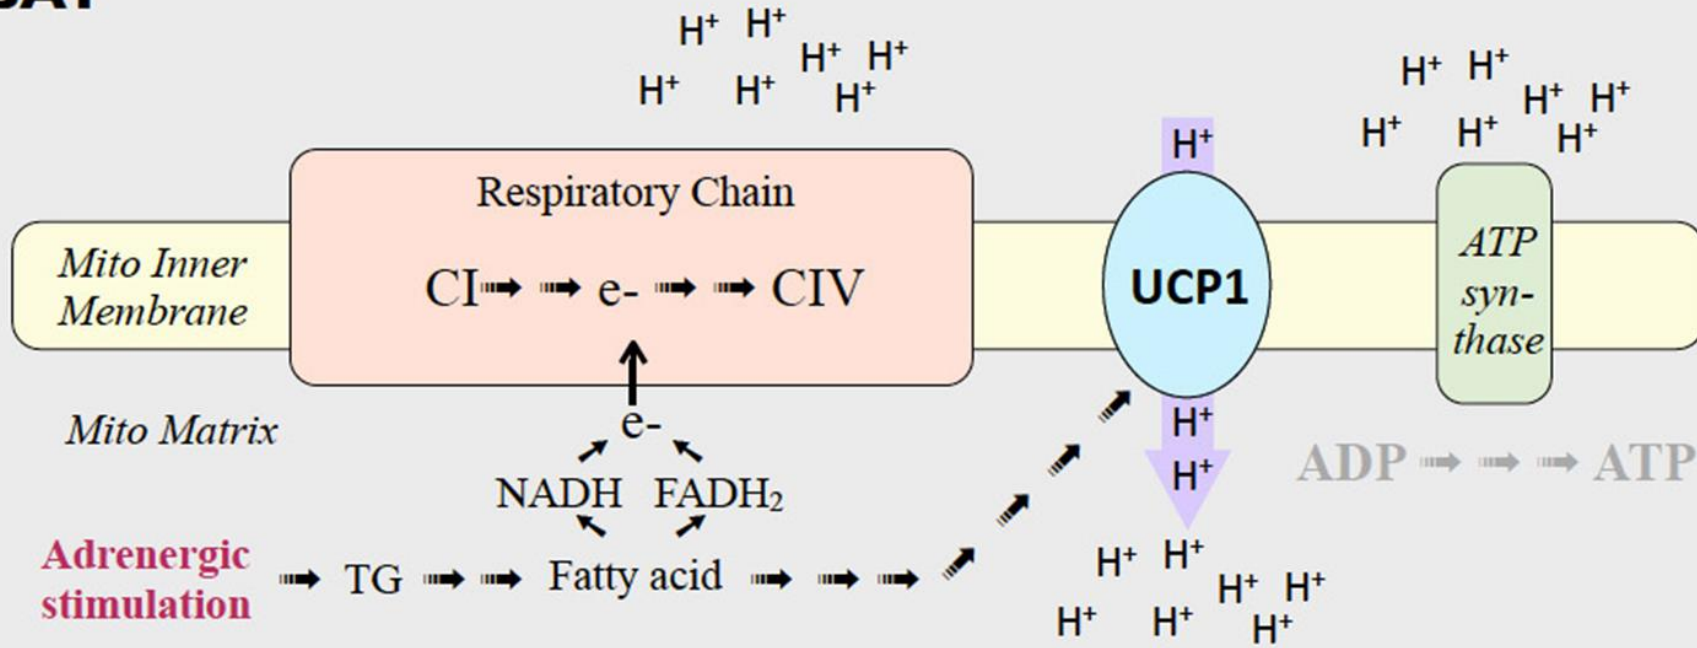 H⁺ H⁺ H⁺ H⁺
H⁺ H⁺ H⁺
H⁺ H⁺ H⁺ H⁺
H⁺ H⁺ H⁺
H⁺
Respiratory Chain
Mito Inner
Membrane
CI e- CIV
UCP1
ATP
syn-
thase
Mito Matrix
e-
NADH FADH₂
H⁺
H⁺
ADP ATP
Adrenergic
stimulation
TG Fatty acid
H⁺ H⁺ H⁺ H⁺
H⁺ H⁺ H⁺